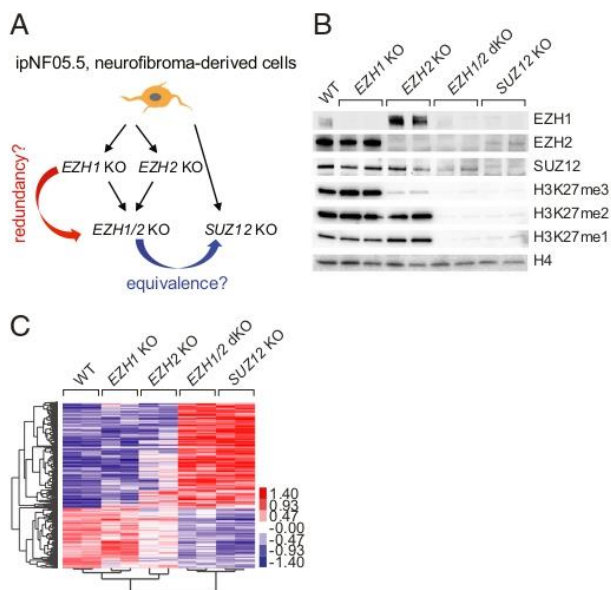 A
ipNF05.5, neurofibroma-derived cells
redundancy?
EZH1 KO
EZH2 KO
EZH1/2 KO
SUZ12 KO
equivalence?
B
WT
EZH1 KO
EZH2 KO
EZH1/2 dKO
SUZ12 KO
EZH1
EZH2
SUZ12
H3K27me3
H3K27me2
H3K27me1
H4
C
WT
EZH1 KO
EZH2 KO
EZH1/2 dKO
SUZ12 KO
1.40
0.93
0.47
-0.00
-0.47
-0.93
-1.40